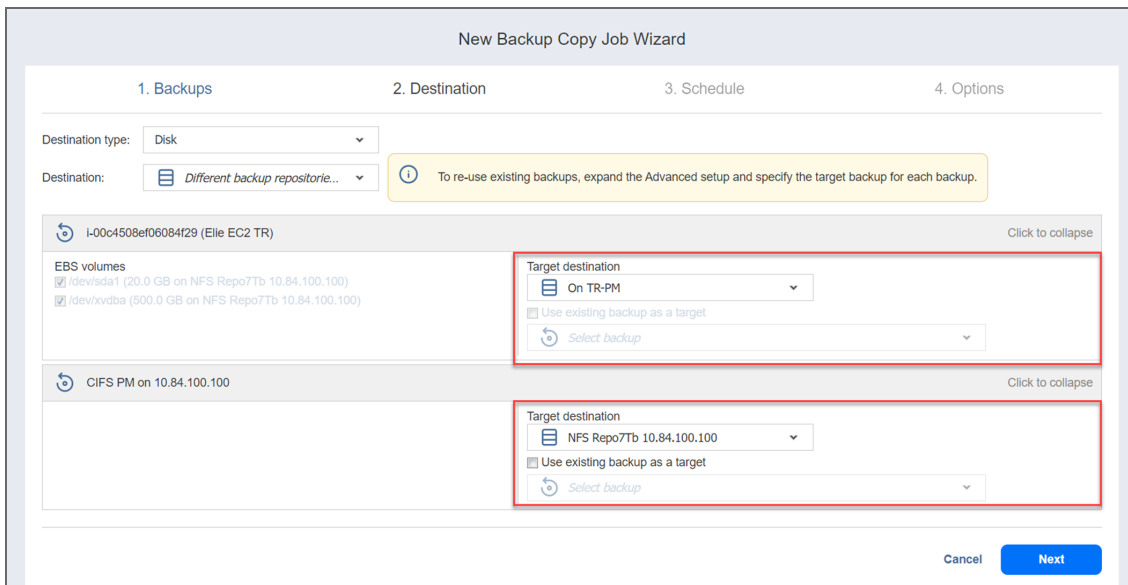 New Backup Copy Job Wizard
1. Backups
2. Destination
3. Schedule
4. Options
Destination type:
Disk
Destination:
Different backup repositorie...
To re-use existing backups, expand the Advanced setup and specify the target backup for each backup.
i-00c4508ef06084f29 (Elie EC2 TR)
Click to collapse
EBS volumes
/dev/sda1 (20.0 GB on NFS Repo7Tb 10.84.100.100)
/dev/xvdba (500.0 GB on NFS Repo7Tb 10.84.100.100)
Target destination
On TR-PM
Use existing backup as a target
Select backup
CIFS PM on 10.84.100.100
Click to collapse
Target destination
NFS Repo7Tb 10.84.100.100
Use existing backup as a target
Select backup
Cancel
Next